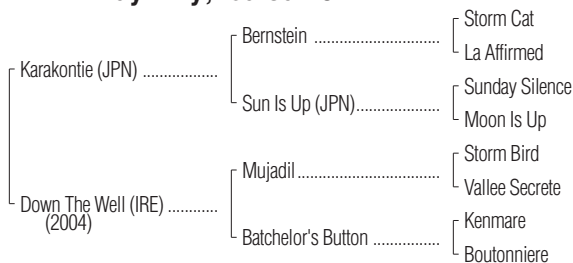 Storm Cat
Bernstein ..............................
La Affirmed
Karakontie (JPN) ..................
Sunday Silence
Sun Is Up (JPN)....................
Moon Is Up
Storm Bird
Mujadil..................................
Vallee Secrete
Down The Well (IRE) ............
(2004)
Kenmare
Batchelor's Button ................
Boutonniere